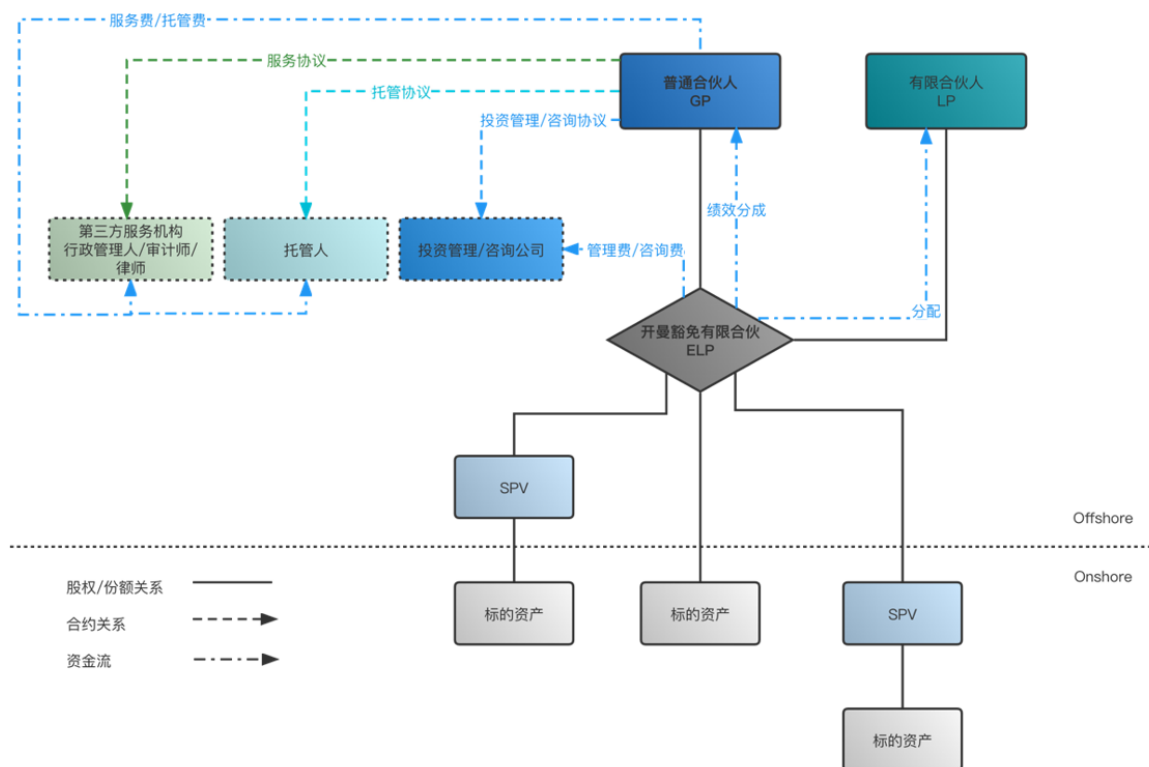 服务费/托管费
服务协议
托管协议
投资管理/咨询协议
普通合伙人
GP
有限合伙人
LP
绩效分成
第三方服务机构
行政管理人/审计师/
律师
托管人
投资管理/咨询公司
管理费/咨询费
分配
开曼豁免有限合伙
ELP
SPV
Offshore
Onshore
股权/份额关系
合约关系
资金流
标的资产
标的资产
SPV
标的资产